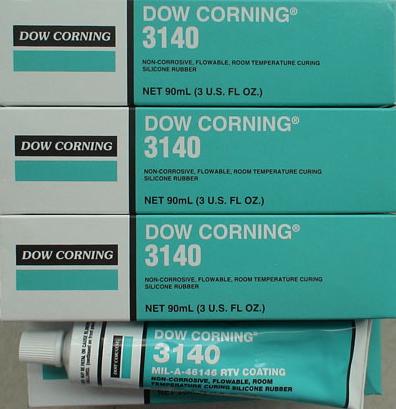 DOW CORNING
DOW CORNING®
3140
NON-CORROSIVE, FLOWABLE, ROOM TEMPERATURE CURING
SILICONE RUBBER
NET 90mL (3 U.S. FL OZ.)
DOW CORNING
DOW CORNING®
3140
NON-CORROSIVE, FLOWABLE, ROOM TEMPERATURE CURING
SILICONE RUBBER
NET 90mL (3 U.S. FL OZ.)
DOW CORNING
DOW CORNING®
3140
NON-CORROSIVE, FLOWABLE, ROOM TEMPERATURE CURING
SILICONE RUBBER
NET 90mL (3 U.S. FL OZ.)
DOW CORNING
DOW CORNING®
3140
MIL-A-46146 RTV COATING
NON-CORROSIVE, FLOWABLE, ROOM
TEMPERATURE CURING SILICONE RUBBER